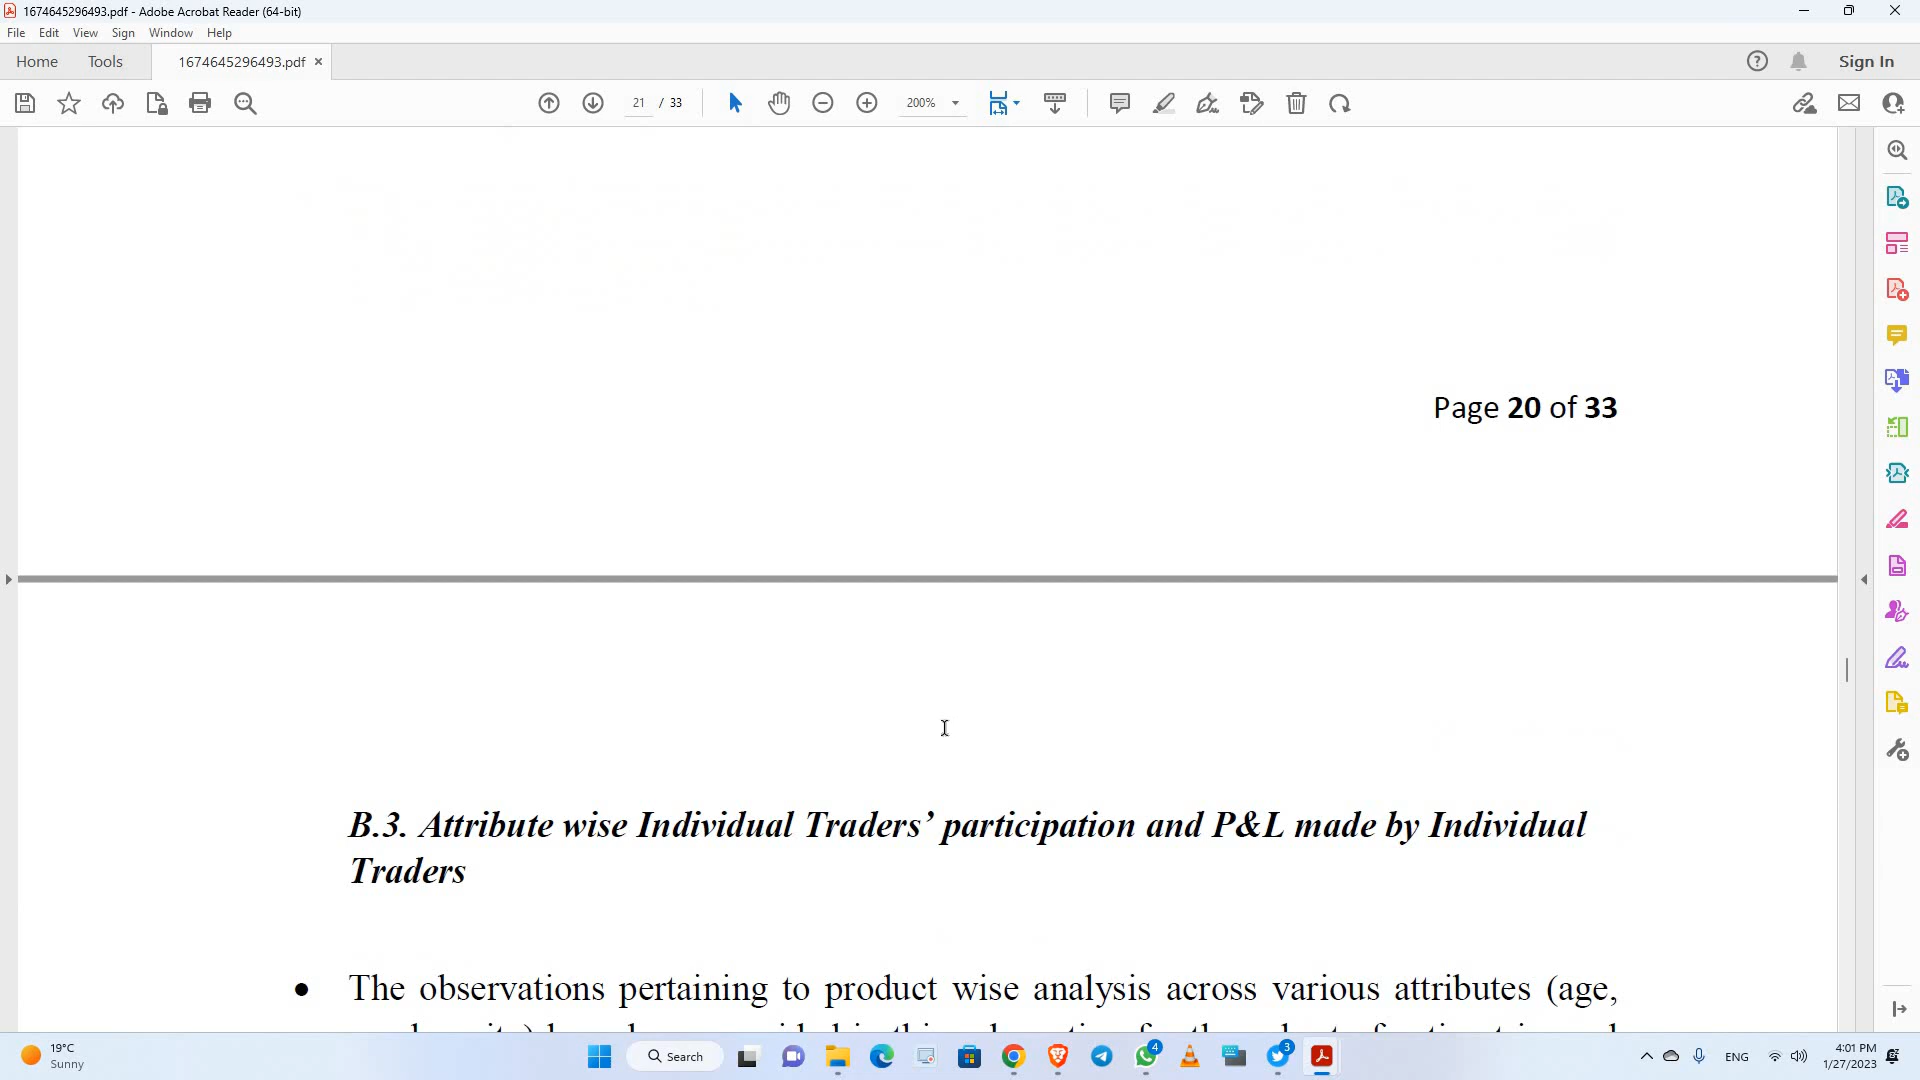 1674645296493.pdf - Adobe Acrobat Reader (64-bit)
File Edit View Sign Window Help
Home Tools 1674645296493.pdf × Sign In
21 / 33 200%
Page 20 of 33
B.3. Attribute wise Individual Traders’ participation and P&L made by Individual
Traders
• The observations pertaining to product wise analysis across various attributes (age,
19°C
Sunny
Search
4
3
ENG
4:01 PM
1/27/2023